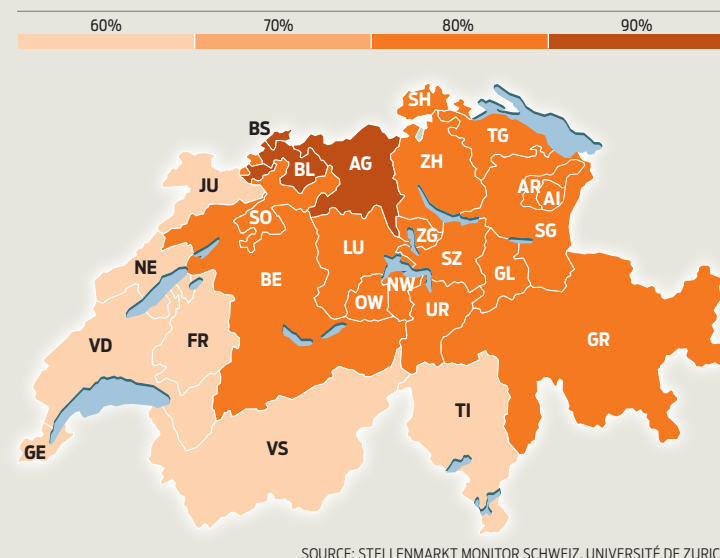 60% 70% 80% 90%
SH
BS
TG
BL AG ZH
JU AR AI
SO
ZG SG
NE LU SZ
BE GL
NW
OW UR
VD FR GR
TI
GE VS
SOURCE: STELLENMARKT MONITOR SCHWEIZ, UNIVERSITÉ DE ZURIC